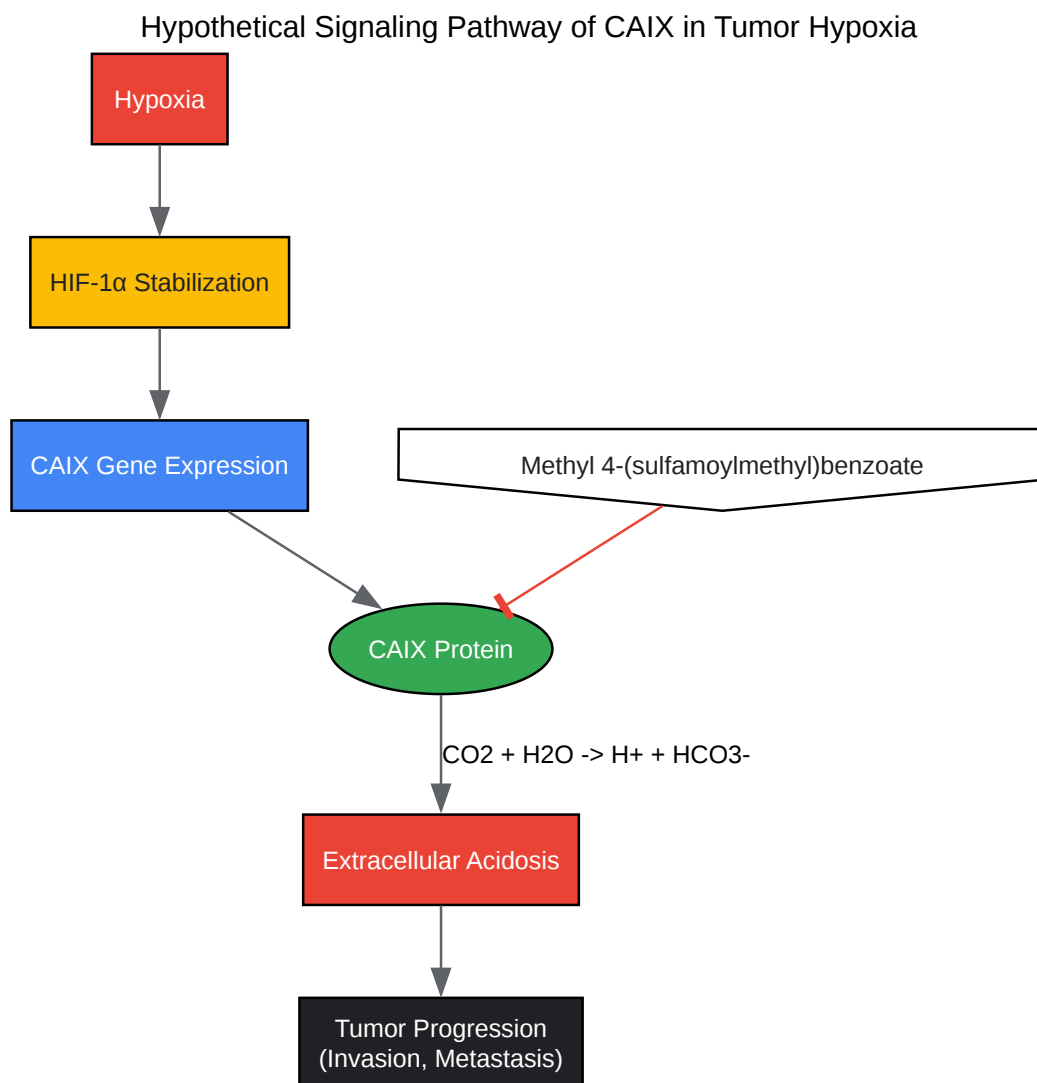 Hypothetical Signaling Pathway of CAIX in Tumor Hypoxia
Hypoxia
HIF-1α Stabilization
CAIX Gene Expression
Methyl 4-(sulfamoylmethyl)benzoate
CAIX Protein
CO2 + H2O -> H+ + HCO3-
Extracellular Acidosis
Tumor Progression
(Invasion, Metastasis)